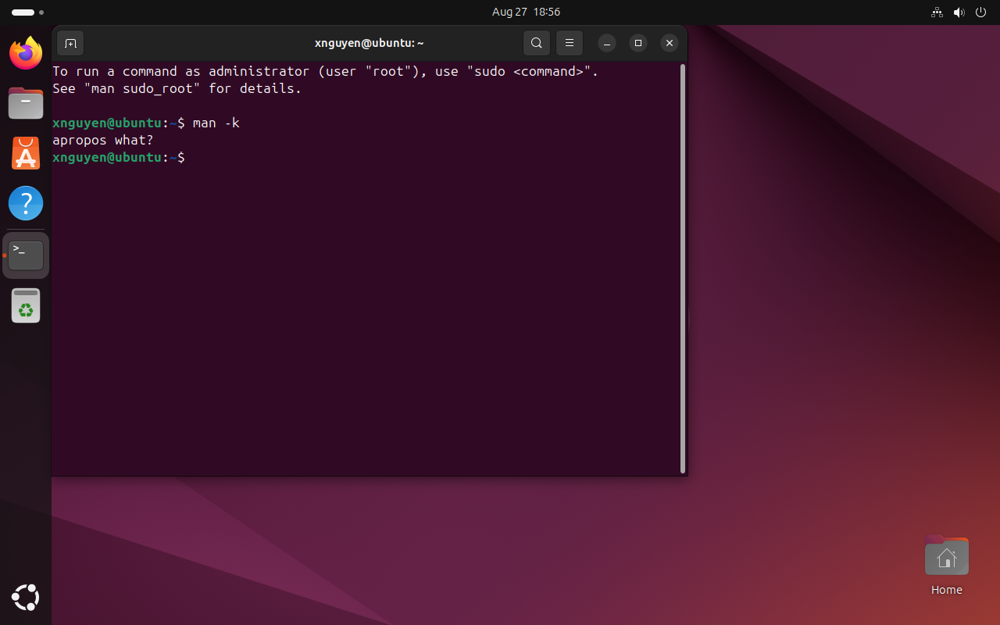 Aug 27 18:56
xnguyen@ubuntu: ~
To run a command as administrator (user "root"), use "sudo <command>".
See "man sudo_root" for details.
xnguyen@ubuntu:~$ man -k
apropos what?
xnguyen@ubuntu:~$
>_
Home